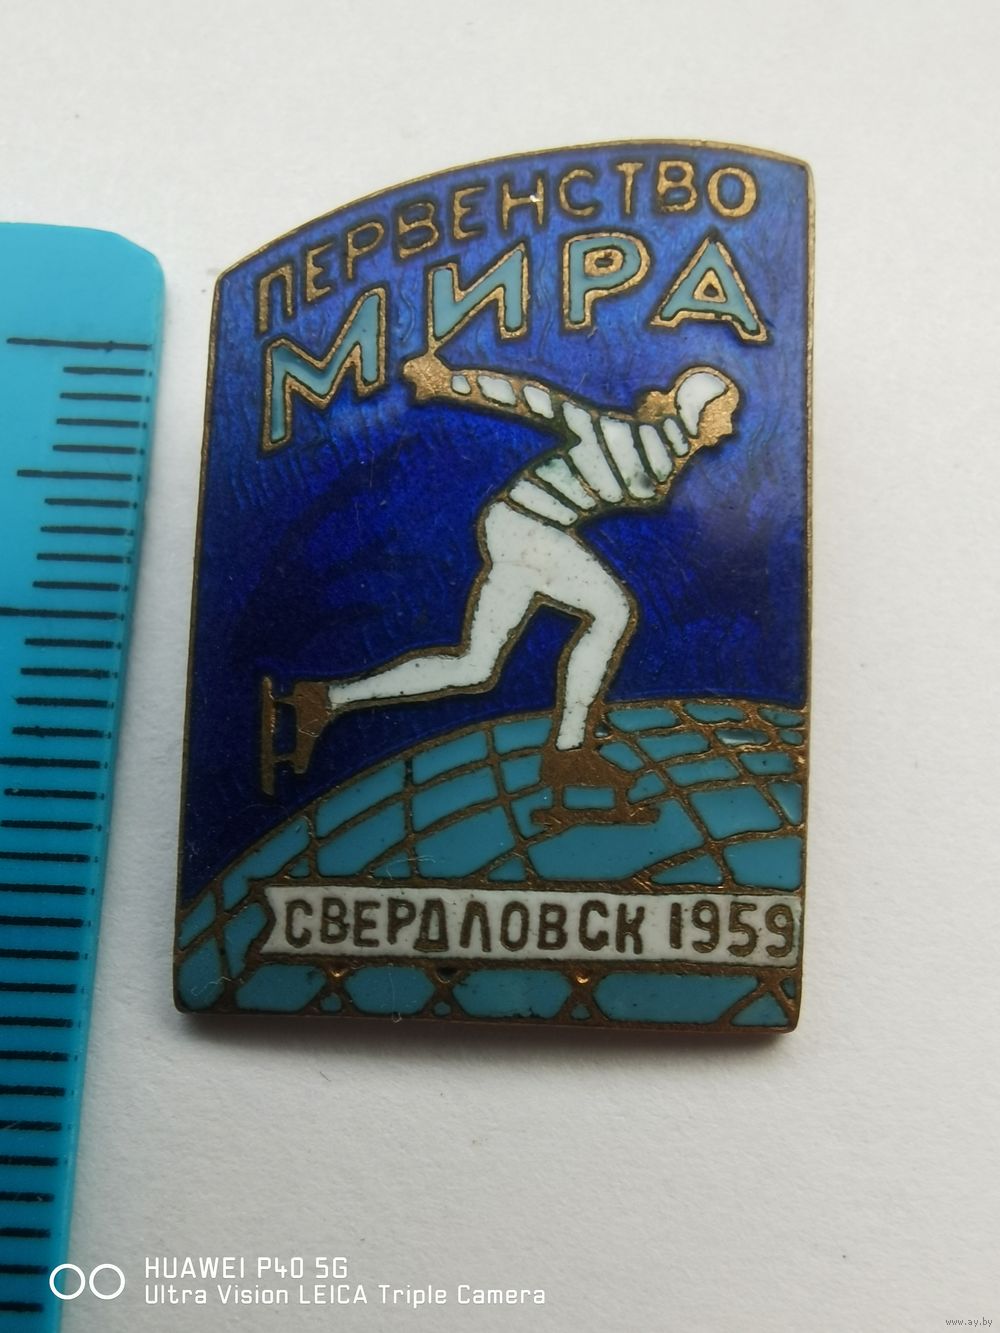 ПЕРВЕНСТВО
МИРА
СВЕРДЛОВСК 1959
HUAWEI P40 5G
Ultra Vision LEICA Triple Camera
www.ay.by